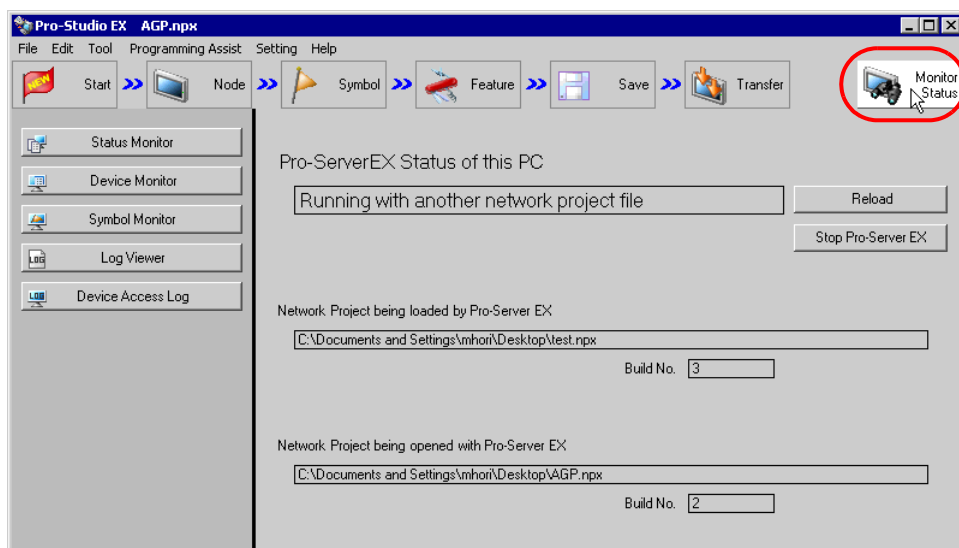 Pro-Studio EX AGP.npx
File Edit Tool Programming Assist Setting Help
NEW Start Node Symbol Feature Save Transfer Monitor Status
Status Monitor
Device Monitor
Symbol Monitor
LOG Log Viewer
LOG Device Access Log
Pro-ServerEX Status of this PC
Running with another network project file
Reload
Stop Pro-Server EX
Network Project being loaded by Pro-Server EX
C:\Documents and Settings\mhori\Desktop\test.npx
Build No. 3
Network Project being opened with Pro-Server EX
C:\Documents and Settings\mhori\Desktop\AGP.npx
Build No. 2